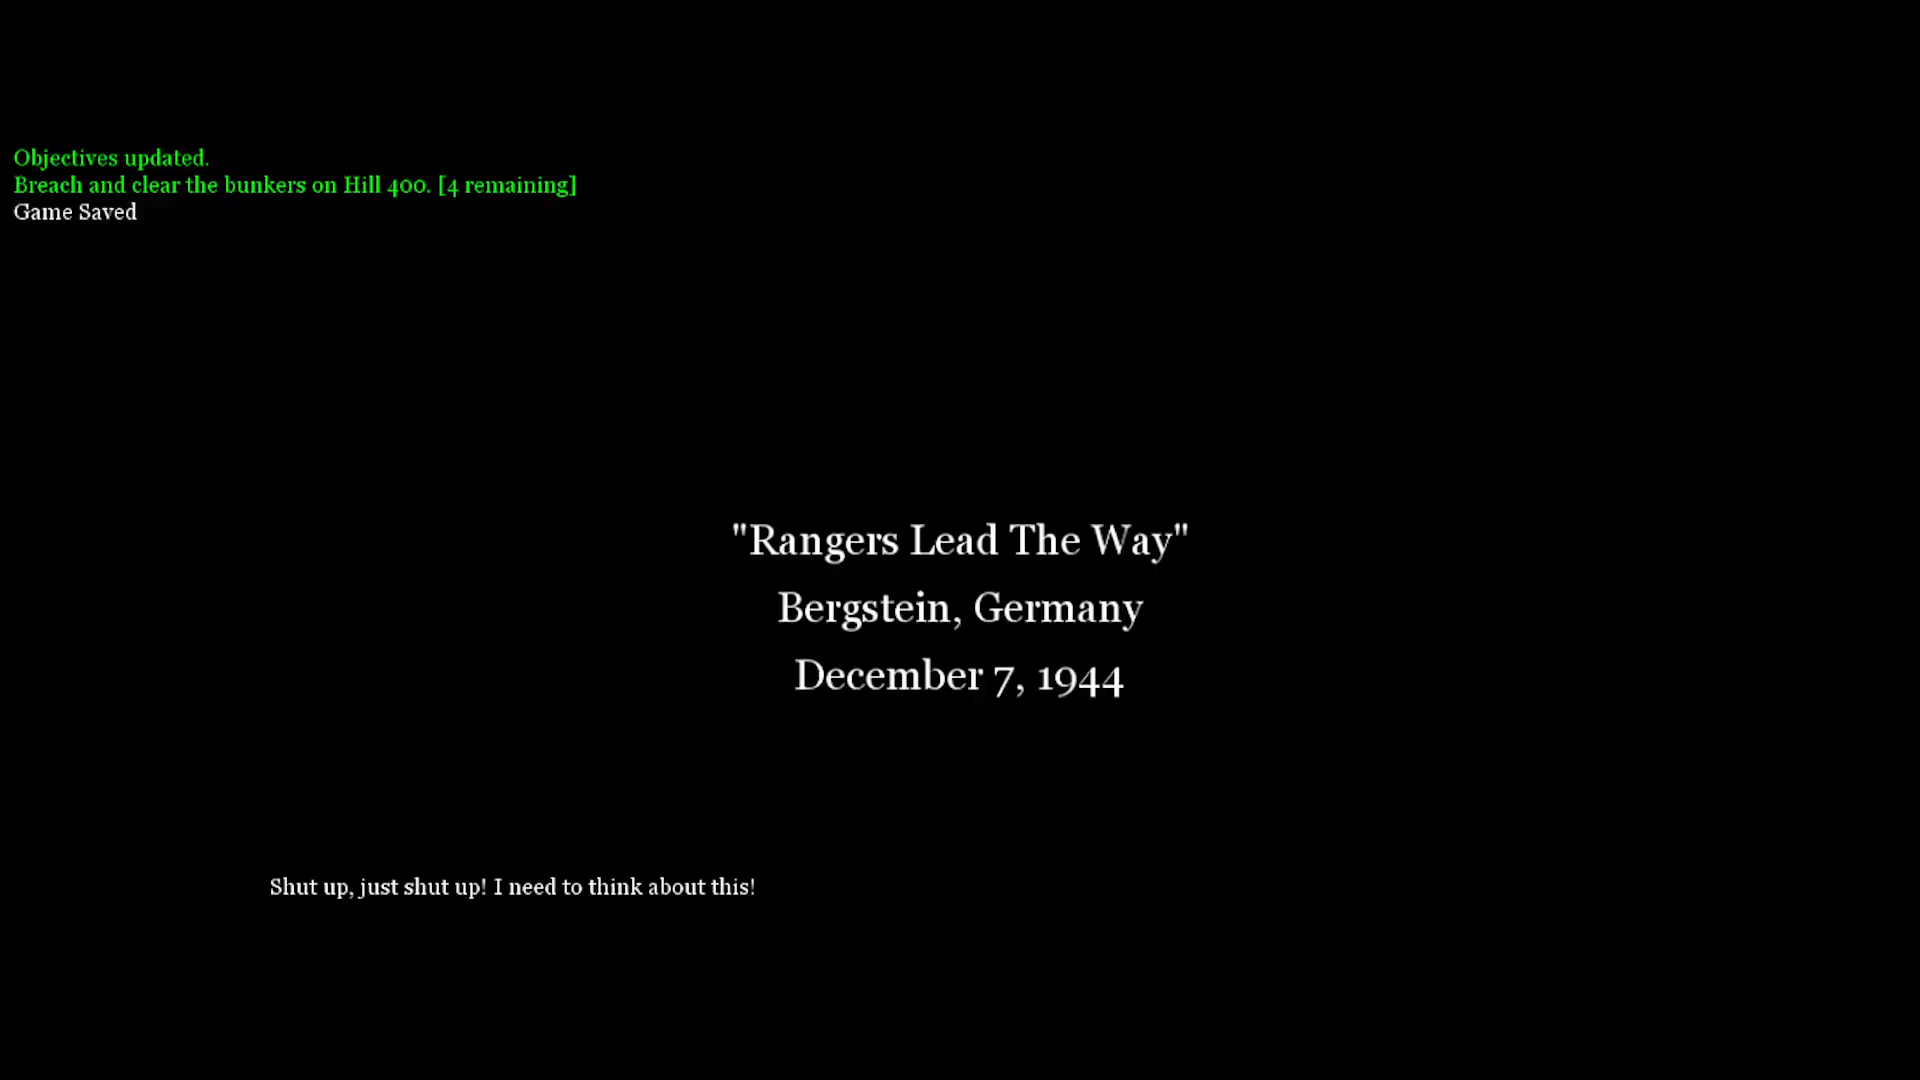 Objectives updated.
Breach and clear the bunkers on Hill 400. [4 remaining]
Game Saved
"Rangers Lead The Way"
Bergstein, Germany
December 7, 1944
Shut up, just shut up! I need to think about this!